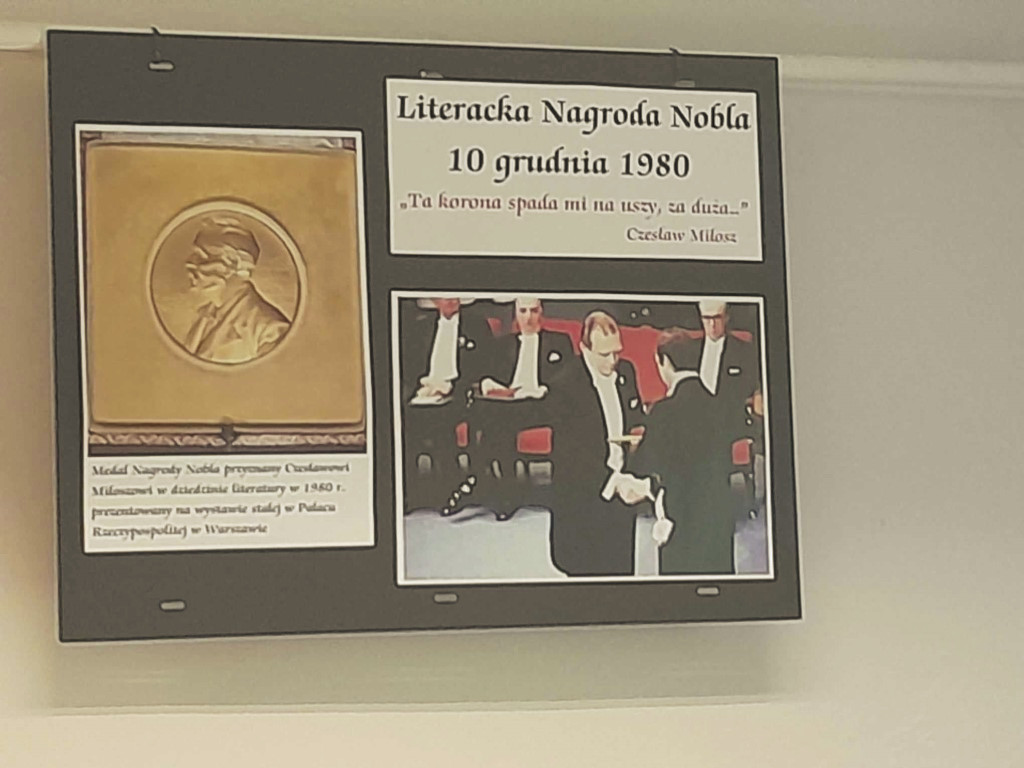 Literacka Nagroda Nobla
10 grudnia 1980
„Ta korona spada mi na uszy, za duża..."
Czesław Miłosz
Medal Nagrody Nobla przyznany Czesławowi
Miłoszowi w dziedzinie literatury w 1980 r.
prezentowany na wystawie stałej w Pałacu
Rzeczypospolitej w Warszawie